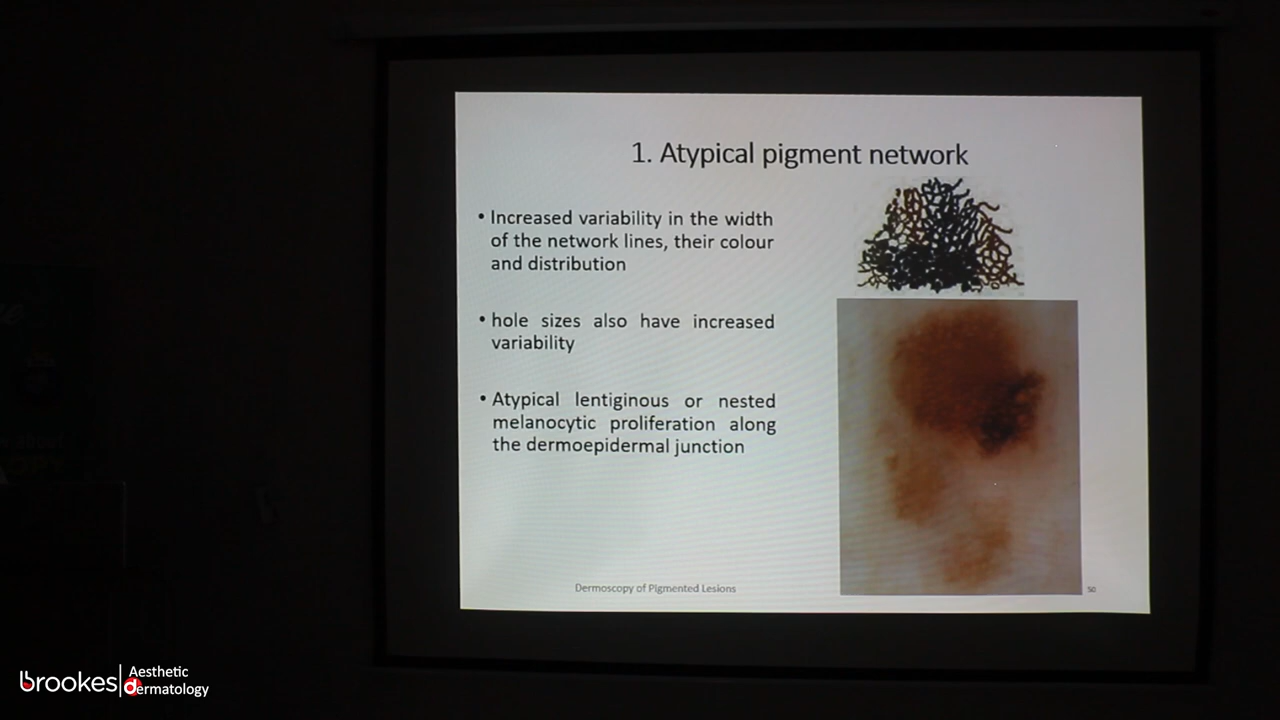 1. Atypical pigment network
• Increased variability in the width
of the network lines, their colour
and distribution
• hole sizes also have increased
variability
• Atypical lentiginous or nested
melanocytic proliferation along
the dermoepidermal junction
Dermoscopy of Pigmented Lesions
50
brookes
Aesthetic
dermatology